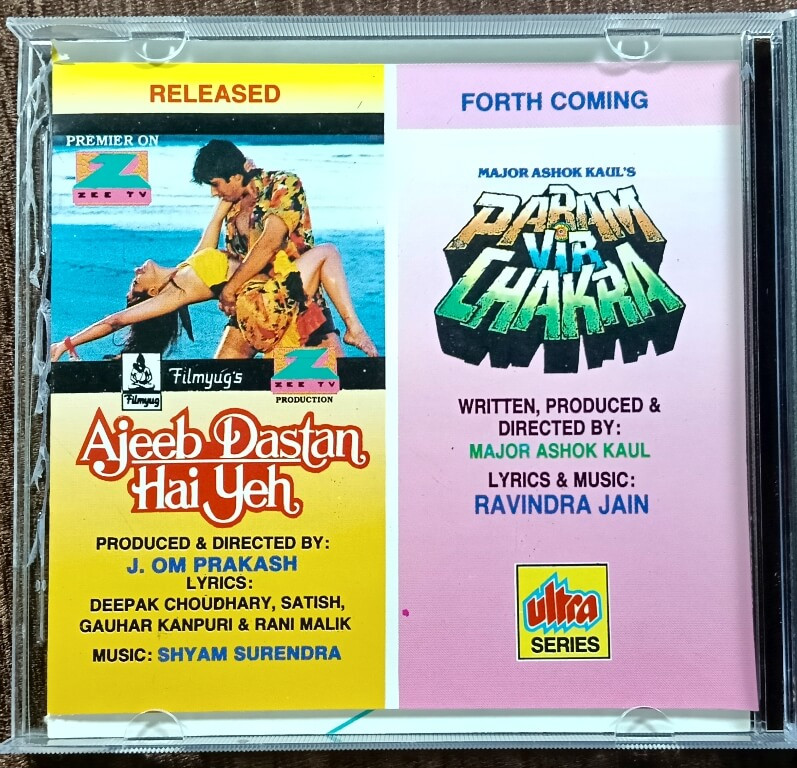 RELEASED
PREMIER ON
Z
ZEE TV
Filmyug
Filmyug's
Z
ZEE TV
PRODUCTION
Ajeeb Dastan
Hai Yeh
PRODUCED & DIRECTED BY:
J. OM PRAKASH
LYRICS:
DEEPAK CHOUDHARY, SATISH,
GAUHAR KANPURI & RANI MALIK
MUSIC: SHYAM SURENDRA
FORTH COMING
MAJOR ASHOK KAUL'S
PARAM
VIR
CHAKRA
WRITTEN, PRODUCED &
DIRECTED BY:
MAJOR ASHOK KAUL
LYRICS & MUSIC:
RAVINDRA JAIN
ultra
SERIES